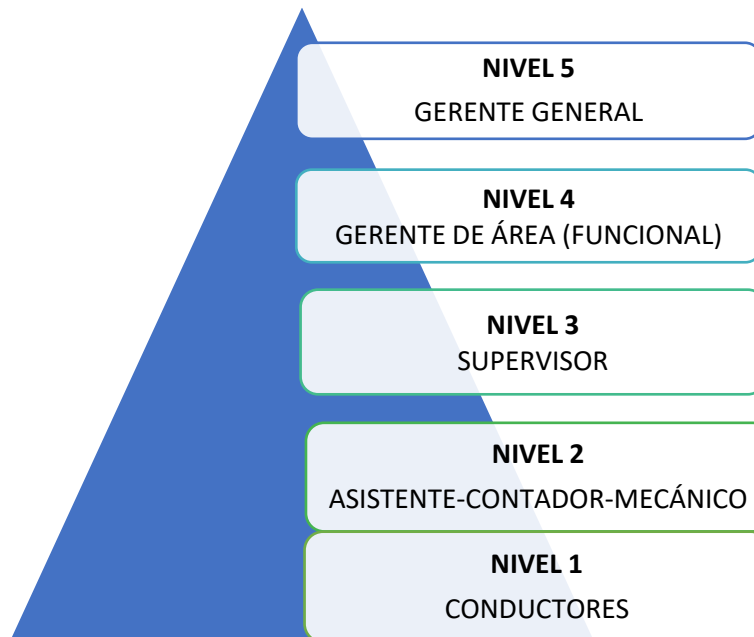 NIVEL 5
GERENTE GENERAL
NIVEL 4
GERENTE DE ÁREA (FUNCIONAL)
NIVEL 3
SUPERVISOR
NIVEL 2
ASISTENTE-CONTADOR-MECÁNICO
NIVEL 1
CONDUCTORES